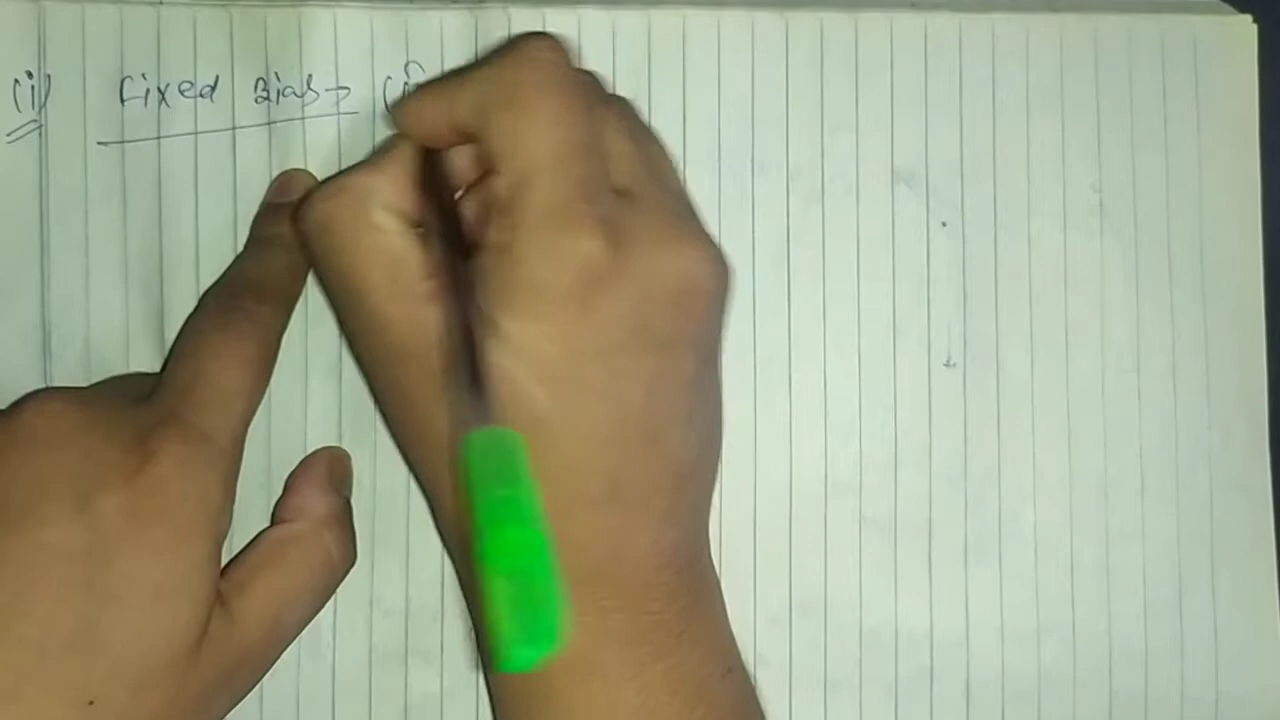 (i) Fixed Bias → (i